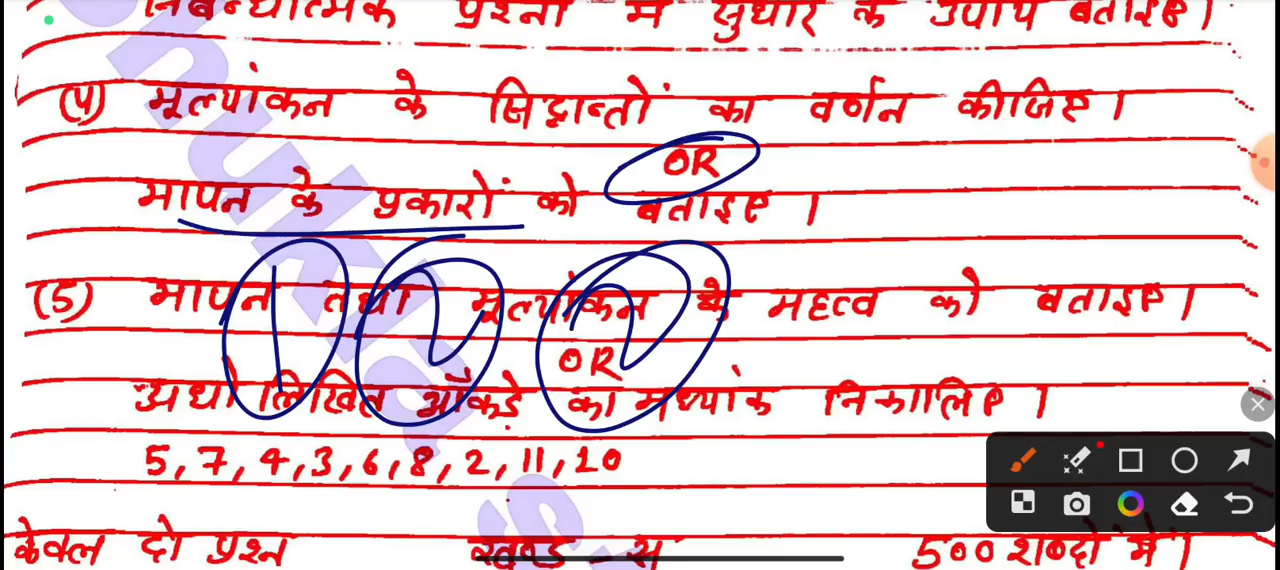 निबन्धात्मक प्रश्नों में सुधार के उपाय बताइए।
(4) मूल्यांकन के सिद्धान्तों का वर्णन कीजिए।
OR
मापन के प्रकारों को बताइए।
(5) मापन तथा मूल्यांकन के महत्व को बताइए।
OR
अधोलिखित आँकड़े का मध्यांक निकालिए।
5, 7, 4, 3, 6, 8, 2, 11, 10
केवल दो प्रश्न खण्ड - स 500 शब्दों में।